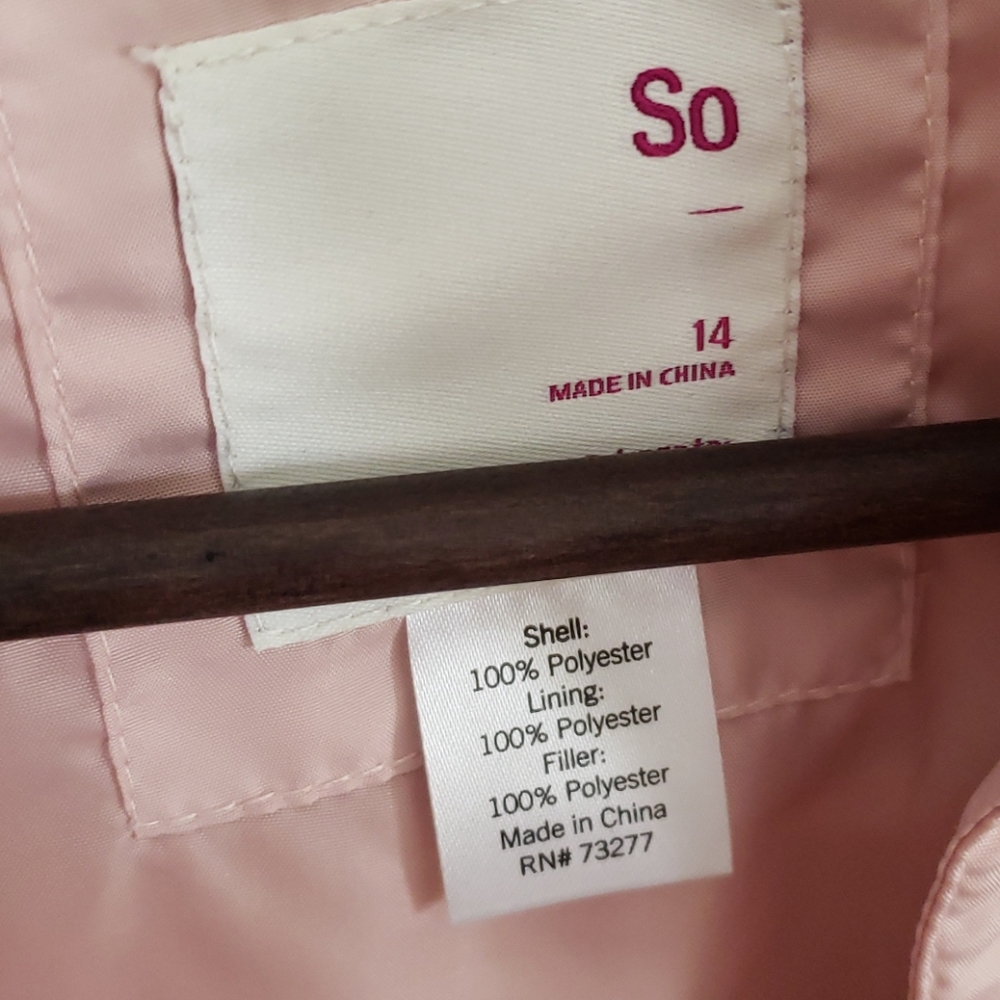 So
14
MADE IN CHINA
Shell:
100% Polyester
Lining:
100% Polyester
Filler:
100% Polyester
Made in China
RN# 73277